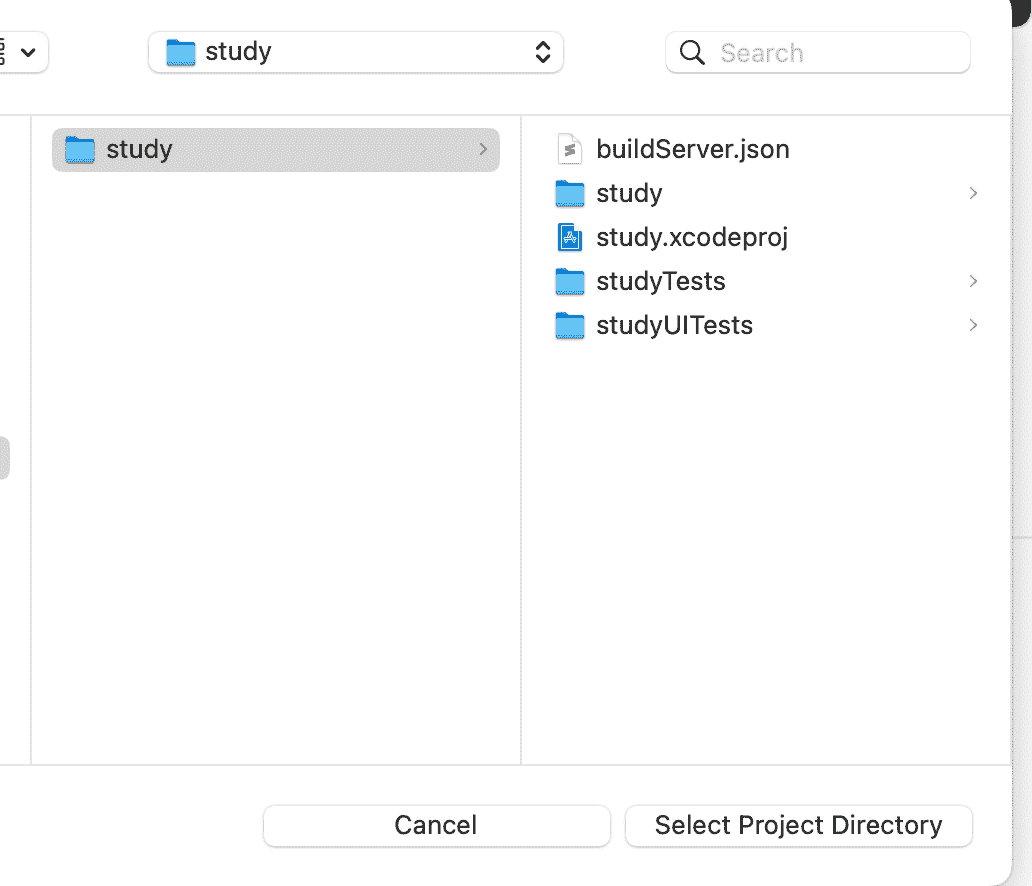 study
Search
study
buildServer.json
study
study.xcodeproj
studyTests
studyUITests
Cancel
Select Project Directory